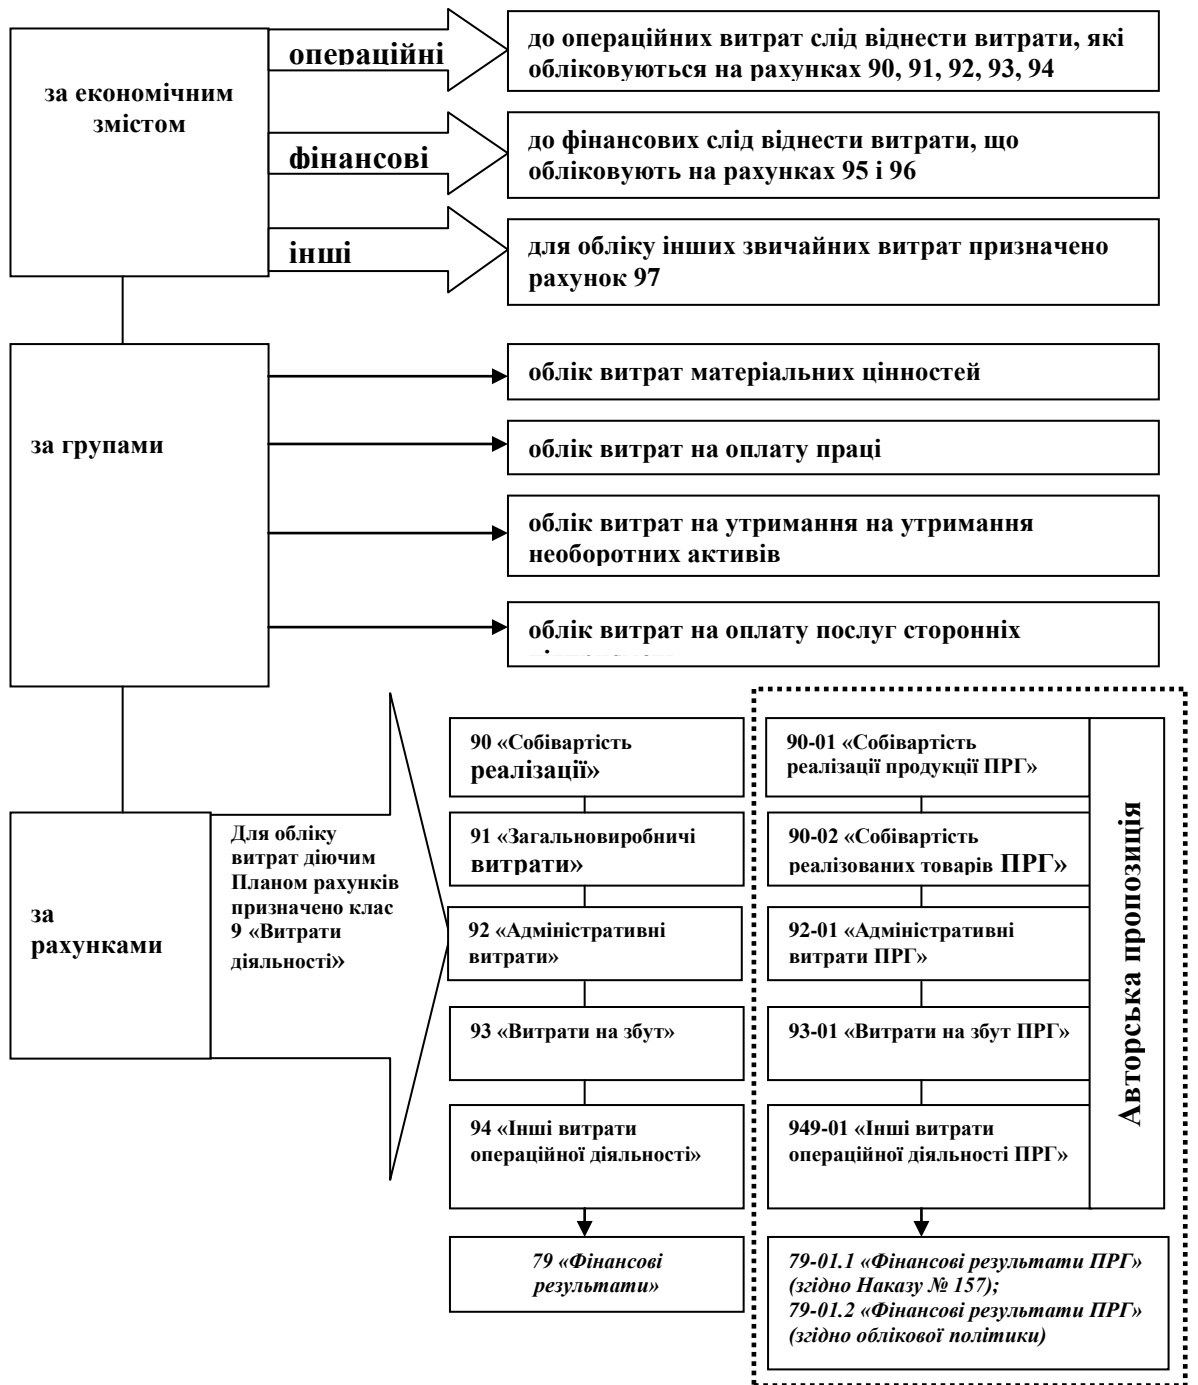 за економічним
змістом
операційні
до операційних витрат слід віднести витрати, які
обліковуються на рахунках 90, 91, 92, 93, 94
фінансові
до фінансових слід віднести витрати, що
обліковують на рахунках 95 і 96
інші
для обліку інших звичайних витрат призначено
рахунок 97
за групами
облік витрат матеріальних цінностей
облік витрат на оплату праці
облік витрат на утримання на утримання
необоротних активів
облік витрат на оплату послуг сторонніх
за
рахунками
Для обліку
витрат діючим
Планом рахунків
призначено клас
9 «Витрати
діяльності»
90 «Собівартість
реалізації»
91 «Загальновиробничі
витрати»
92 «Адміністративні
витрати»
93 «Витрати на збут»
94 «Інші витрати
операційної діяльності»
79 «Фінансові
результати»
90-01 «Собівартість
реалізації продукції ПРГ»
90-02 «Собівартість
реалізованих товарів ПРГ»
92-01 «Адміністративні
витрати ПРГ»
93-01 «Витрати на збут ПРГ»
949-01 «Інші витрати
операційної діяльності ПРГ»
Авторська пропозиція
79-01.1 «Фінансові результати ПРГ»
(згідно Наказу № 157);
79-01.2 «Фінансові результати ПРГ»
(згідно облікової політики)